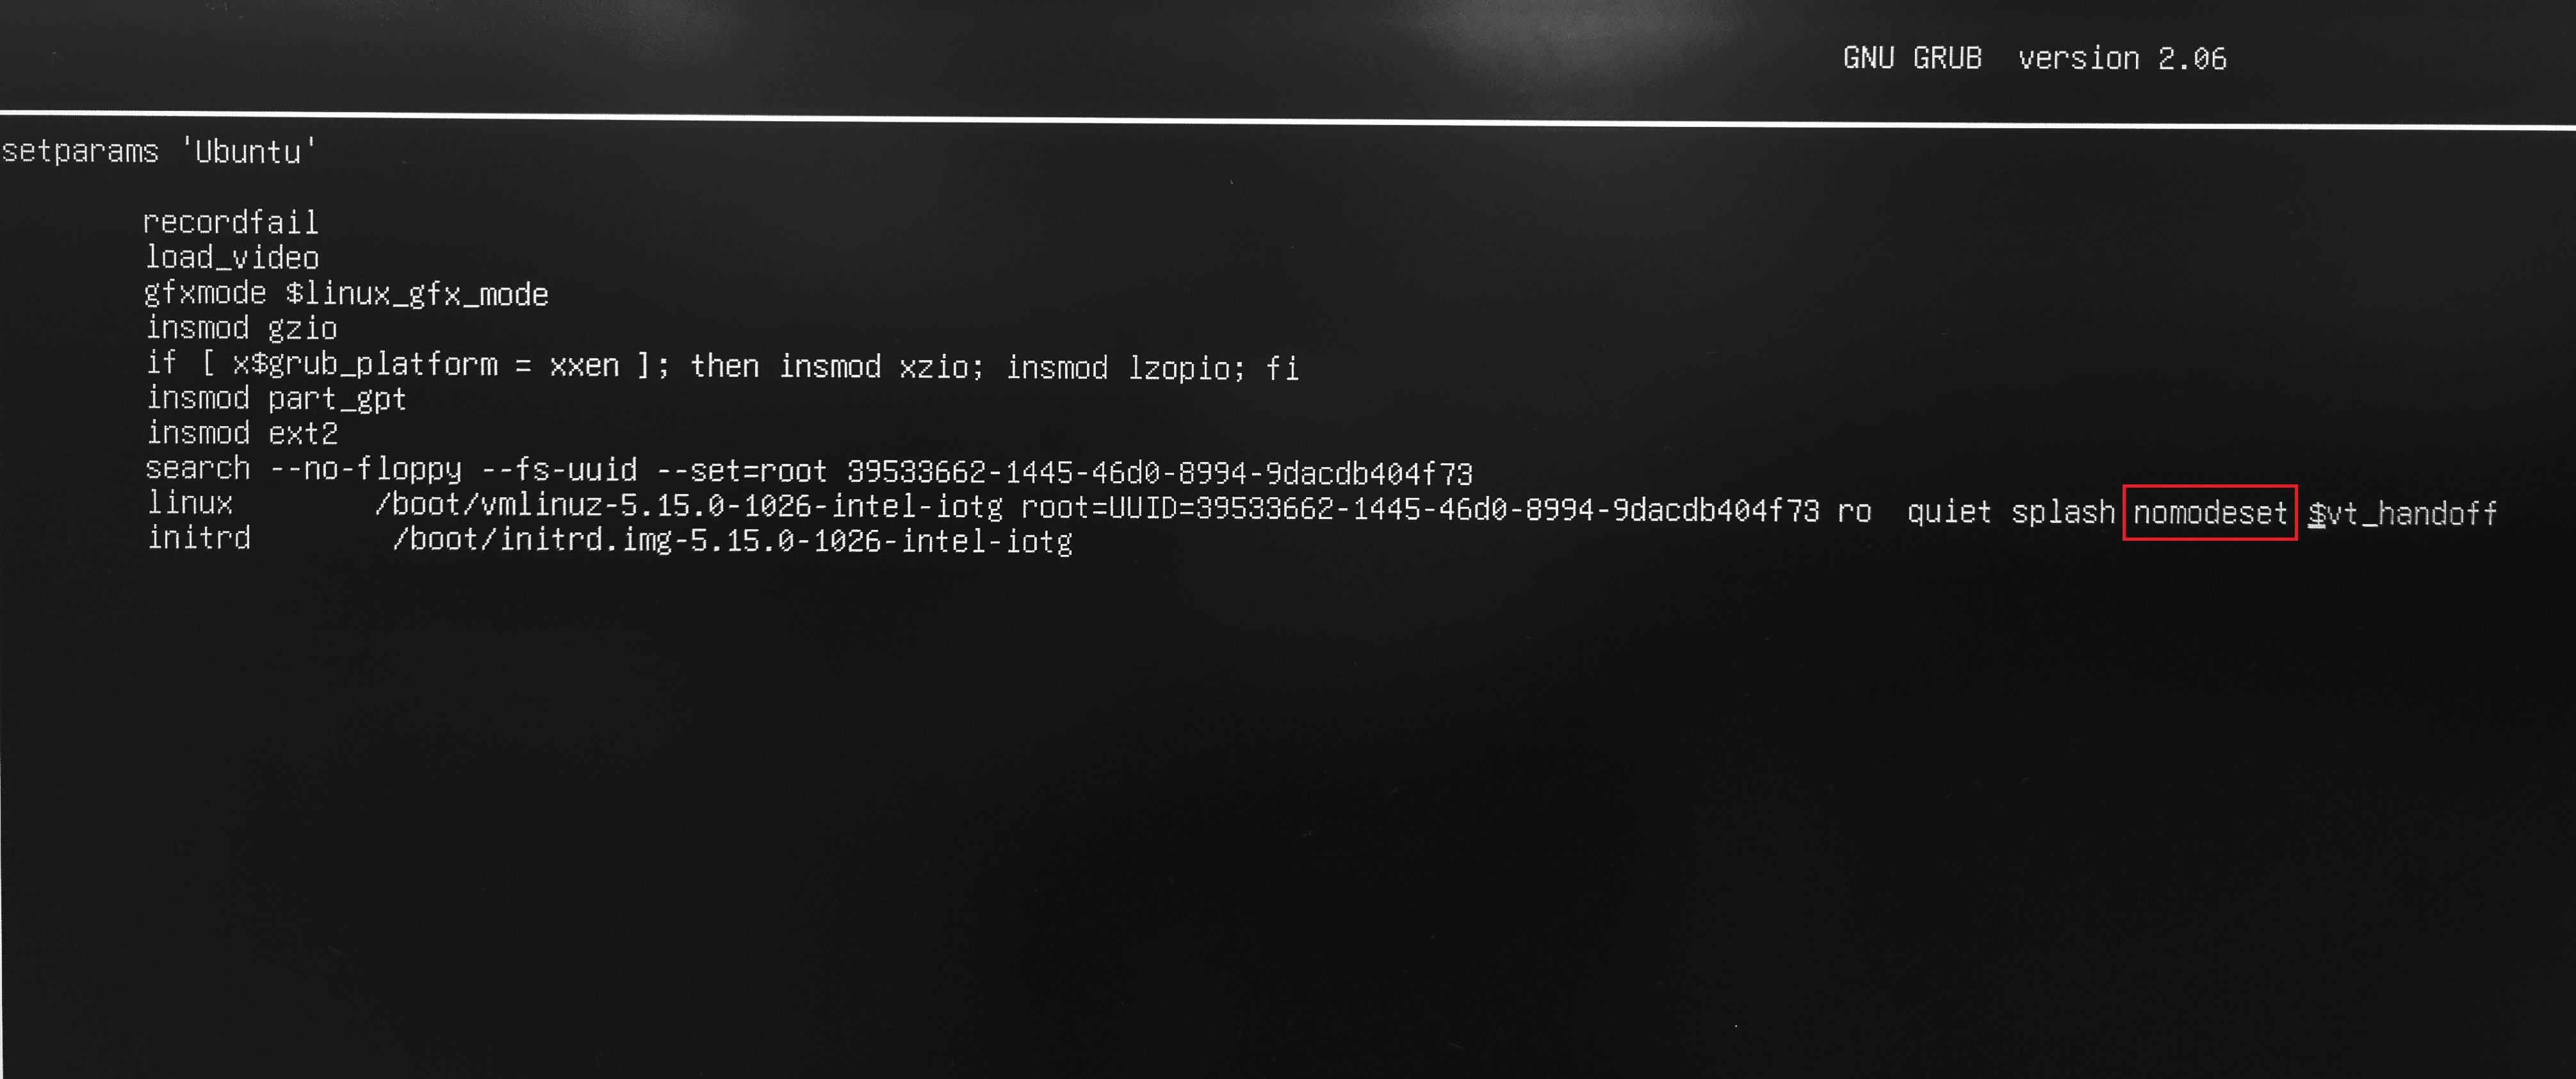 GNU GRUB  version 2.06
setparams 'Ubuntu'
recordfail
load_video
gfxmode $linux_gfx_mode
insmod gzio
if [ x$grub_platform = xxen ]; then insmod xzio; insmod lzopio; fi
insmod part_gpt
insmod ext2
search --no-floppy --fs-uuid --set=root 39533662-1445-46d0-8994-9dacdb404f73
linux        /boot/vmlinuz-5.15.0-1026-intel-iotg root=UUID=39533662-1445-46d0-8994-9dacdb404f73 ro  quiet splash nomodeset $vt_handoff
initrd        /boot/initrd.img-5.15.0-1026-intel-iotg